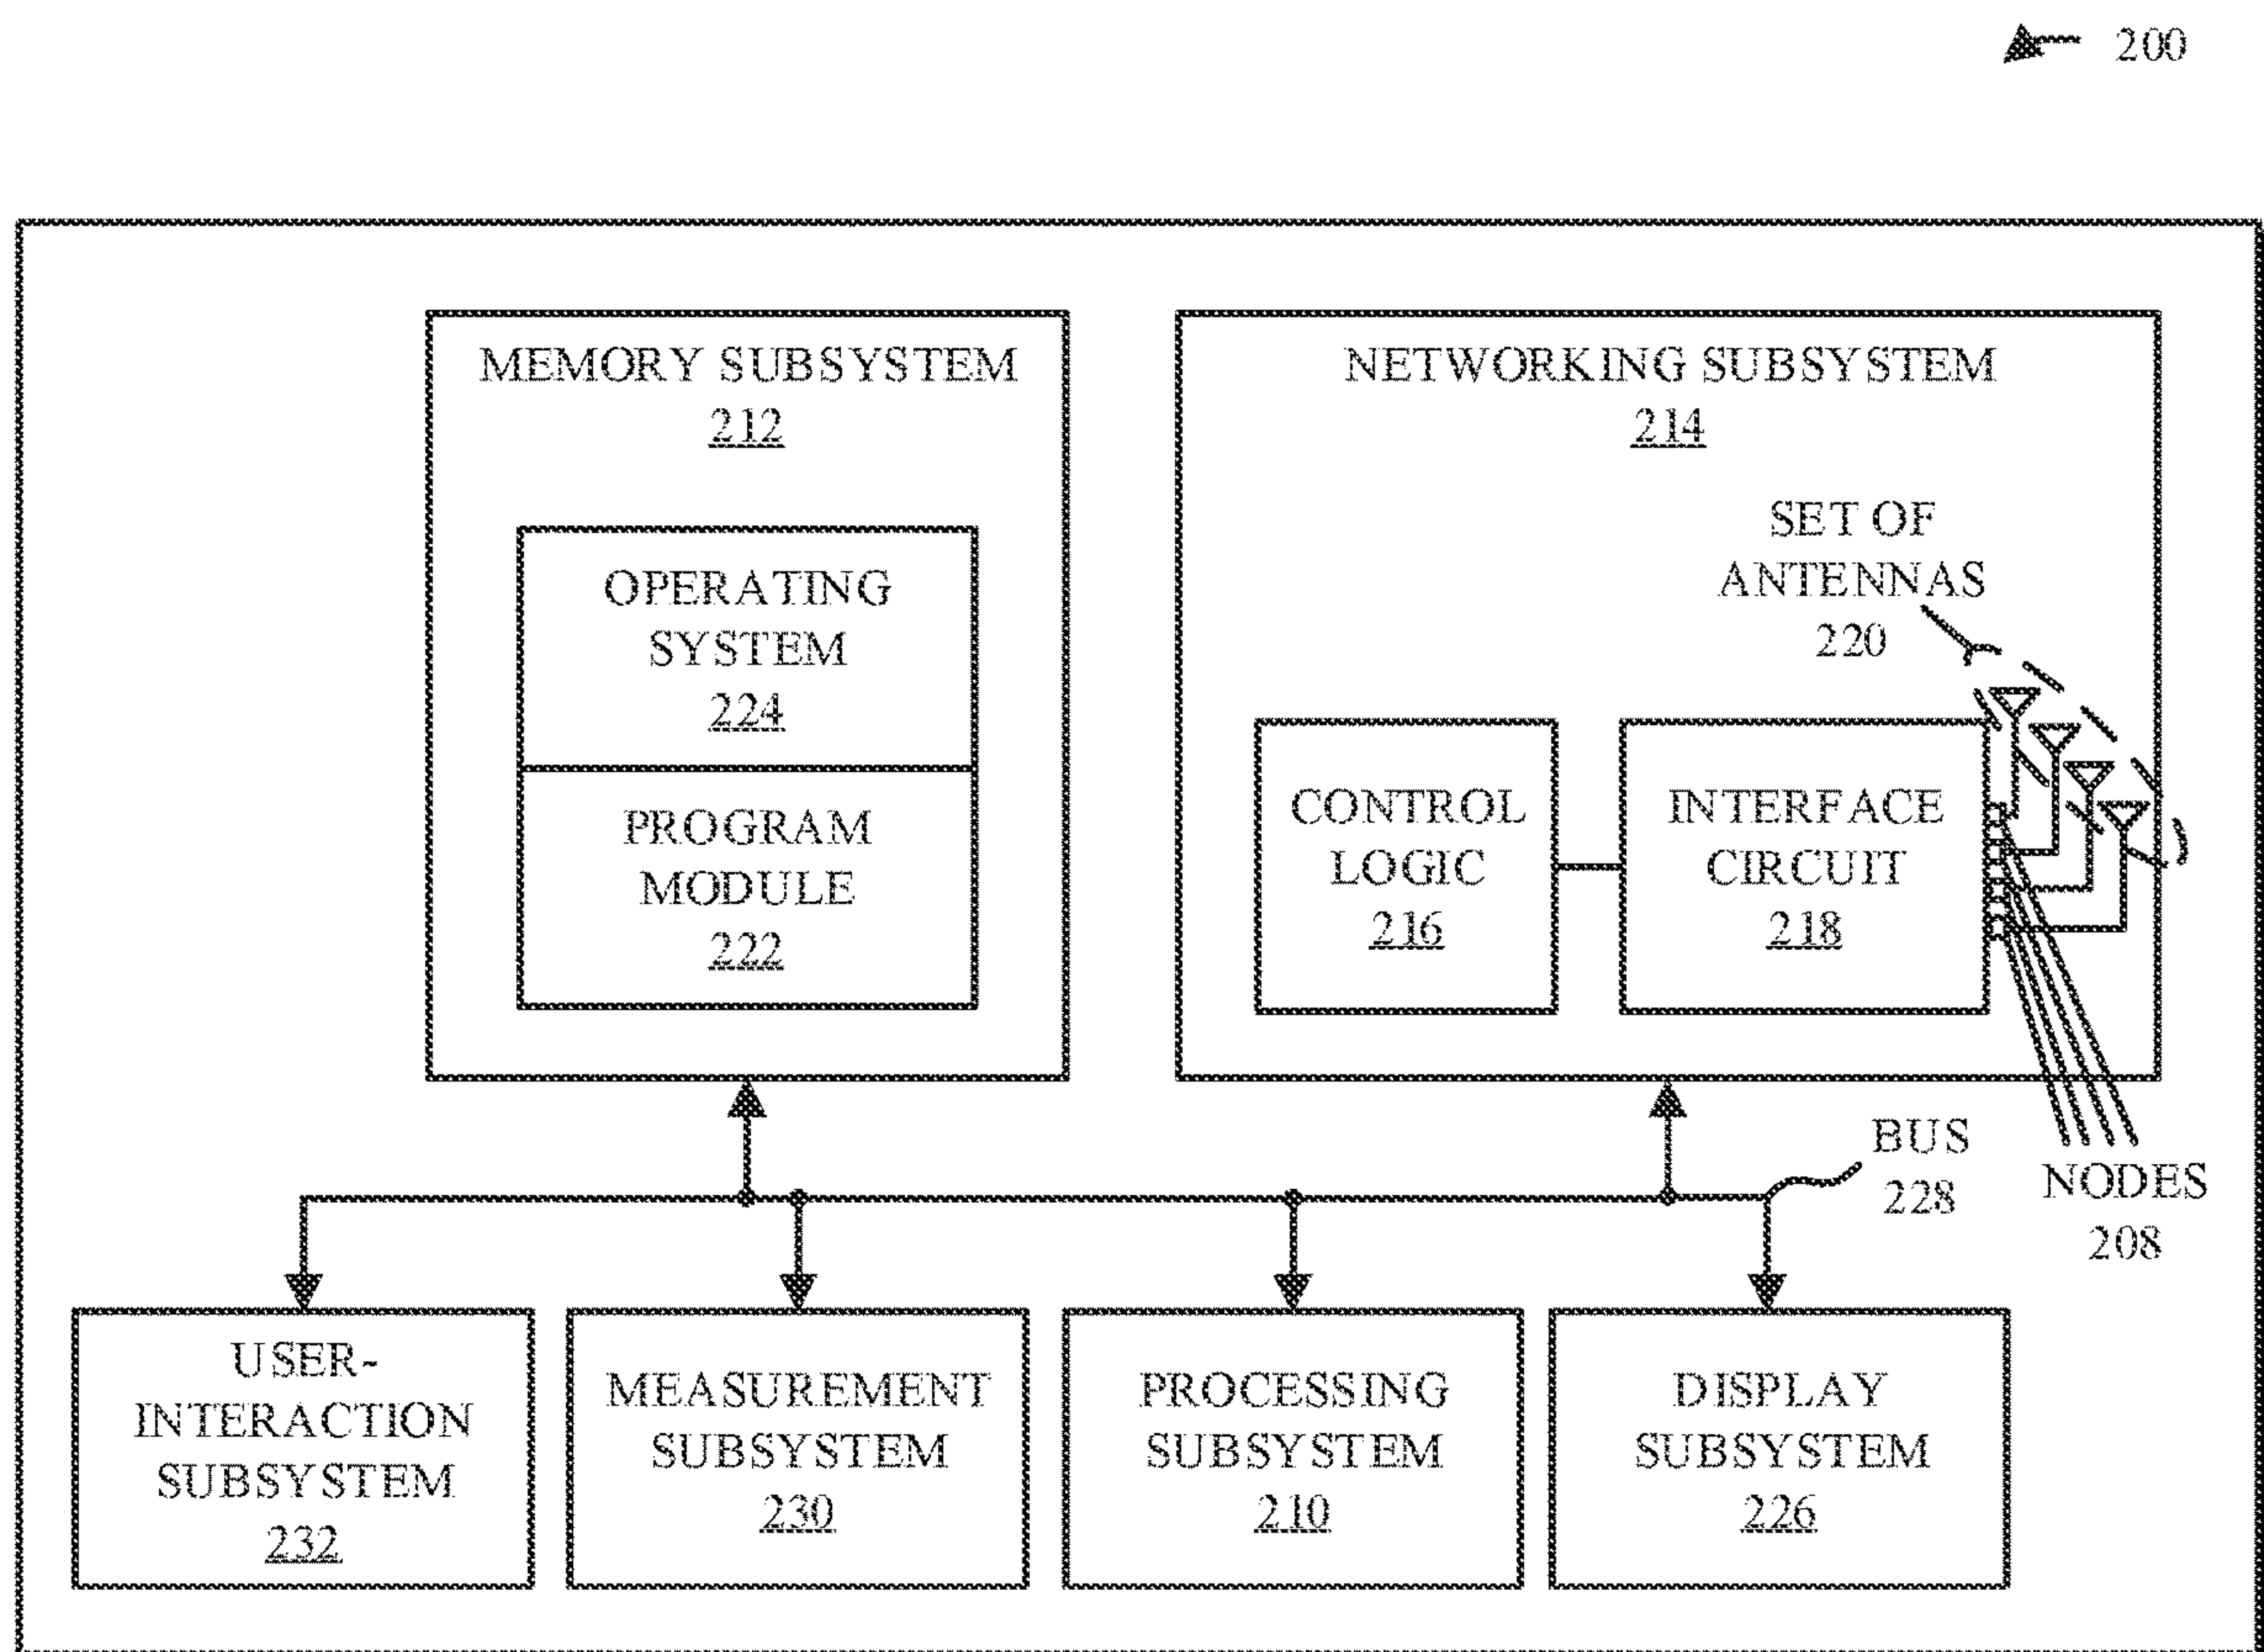 200
MEMORY SUBSYSTEM
212
OPERATING
SYSTEM
224
PROGRAM
MODULE
222
NETWORKING SUBSYSTEM
214
SET OF
ANTENNAS
220
CONTROL
LOGIC
216
INTERFACE
CIRCUIT
218
BUS
228
NODES
208
USER-
INTERACTION
SUBSYSTEM
232
MEASUREMENT
SUBSYSTEM
230
PROCESSING
SUBSYSTEM
210
DISPLAY
SUBSYSTEM
226